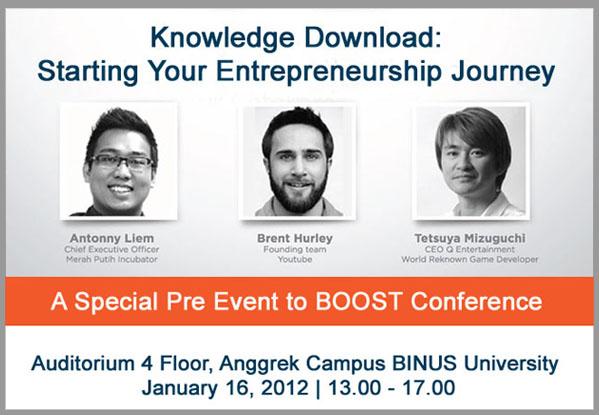 Knowledge Download:
Starting Your Entrepreneurship Journey
Antonny Liem
Chief Executive Officer
Merah Putih Incubator
Brent Hurley
Founding team
Youtube
Tetsuya Mizuguchi
CEO Q Entertainment
World Reknown Game Developer
A Special Pre Event to BOOST Conference
Auditorium 4 Floor, Anggrek Campus BINUS University
January 16, 2012 | 13.00 - 17.00